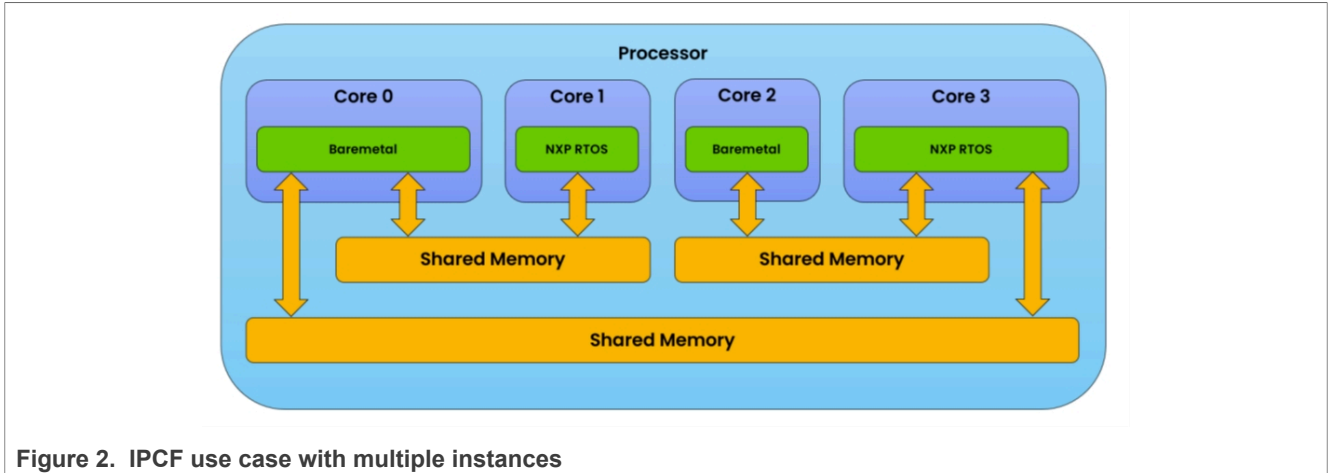 Processor
Core 0
Core 1
Core 2
Core 3
Baremetal
NXP RTOS
Baremetal
NXP RTOS
Shared Memory
Shared Memory
Shared Memory
Figure 2. IPCF use case with multiple instances